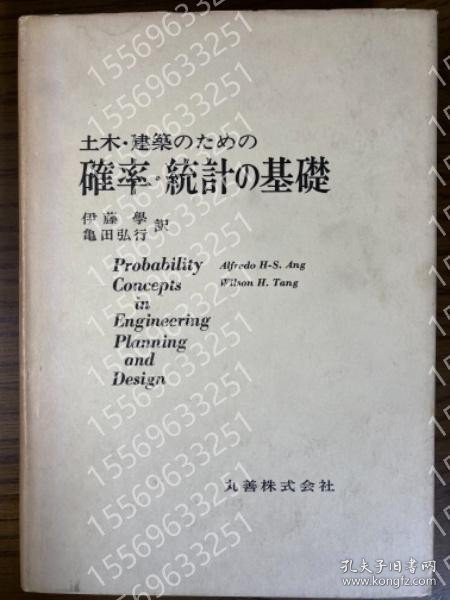 土木・建築のための
確率・統計の基礎
伊藤 學
亀田弘行 訳
Probability
Concepts
in
Engineering
Planning
and
Design
Alfredo H-S. Ang
Wilson H. Tang
丸善株式会社
15569633251
孔夫子旧书网
www.kongfz.com